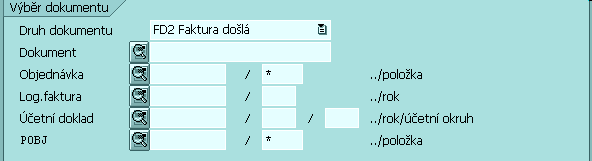 Výběr dokumentu
Druh dokumentu FD2 Faktura došlá
Dokument
Objednávka / * ../položka
Log.faktura / ../rok
Účetní doklad / / ../rok/účetní okruh
POBJ / * ../položka